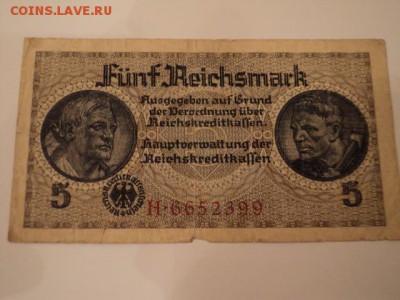 COINS.LAVE.RU
Fünf Reichsmark
Ausgegeben auf Grund
der Verordnung über
Reichskreditkassen.
Hauptverwaltung der
Reichskreditkassen
5
5
H·6652399